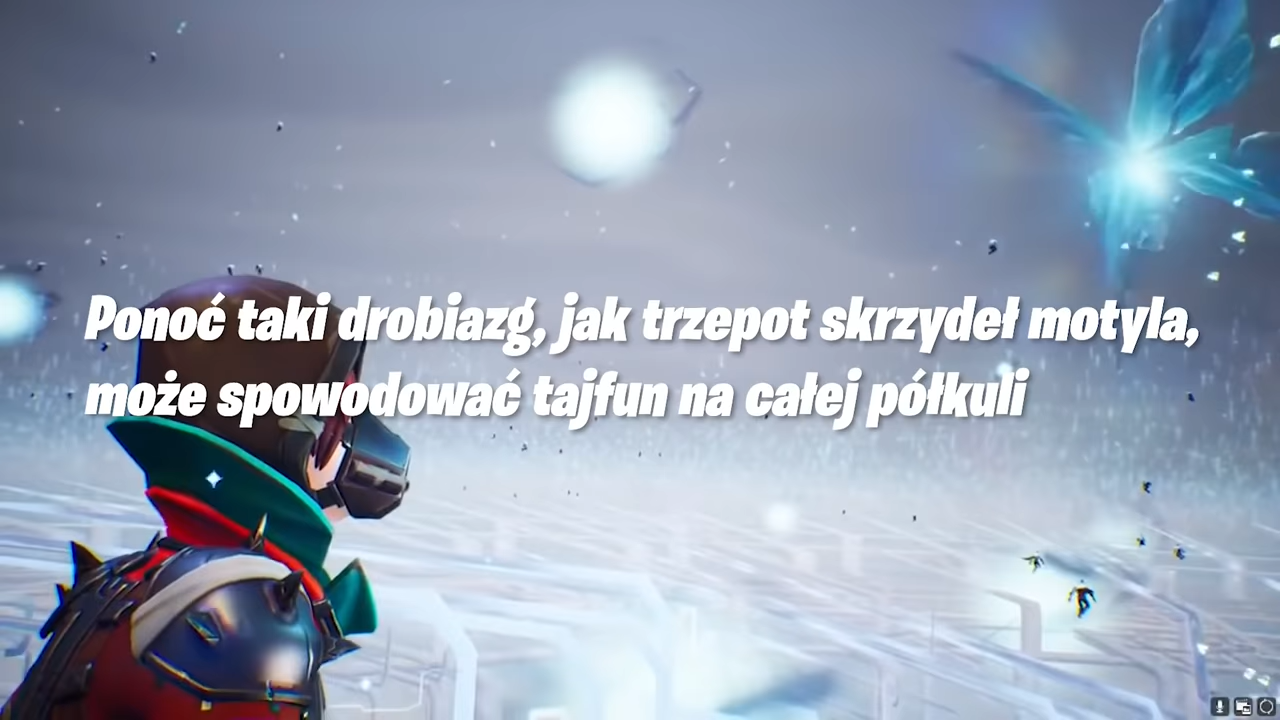 Ponoć taki drobiazg, jak trzepot skrzydeł motyla,
może spowodować tajfun na całej półkuli